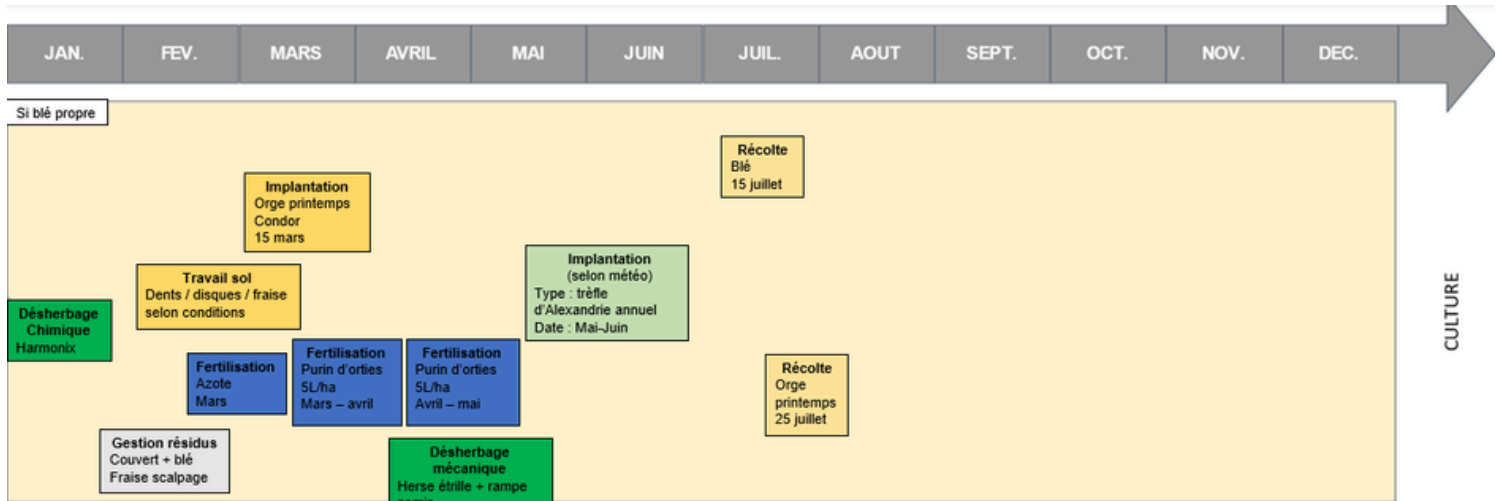 JAN.
FEV.
MARS
AVRIL
MAI
JUIN
JUIL.
AOUT
SEPT.
OCT.
NOV.
DEC.
Si blé propre
Récolte
Blé
15 juillet
Implantation
Orge printemps
Condor
15 mars
Implantation
(selon météo)
Type : trèfle
d'Alexandrie annuel
Date : Mai-Juin
Travail sol
Dents / disques / fraise
selon conditions
Désherbage
Chimique
Harmonix
Fertilisation
Azote
Mars
Fertilisation
Purin d'orties
5L/ha
Mars – avril
Fertilisation
Purin d'orties
5L/ha
Avril – mai
Récolte
Orge
printemps
25 juillet
Gestion résidus
Couvert + blé
Fraise scalpage
Désherbage
mécanique
Herse étrille + rampe
CULTURE